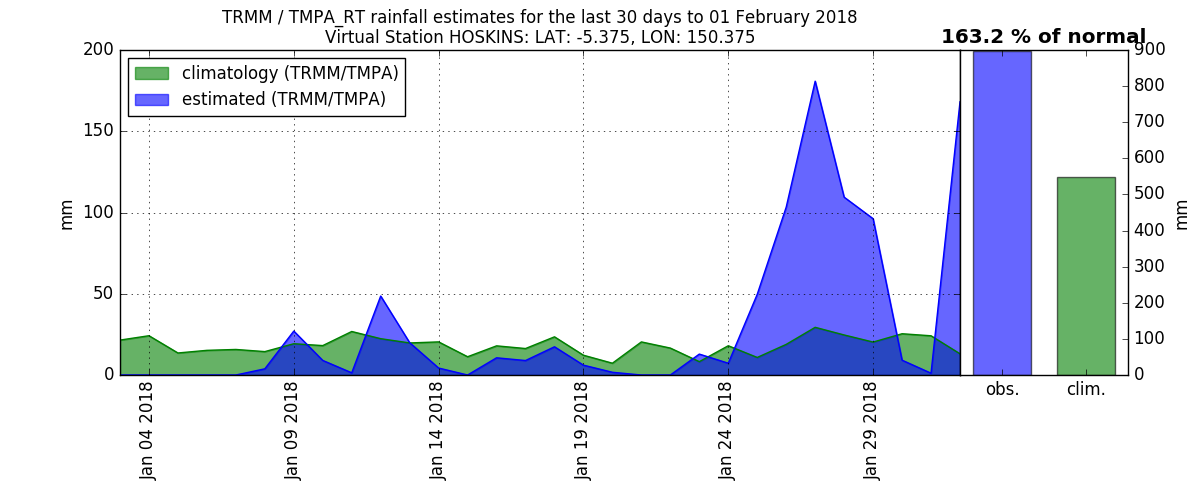 TRMM / TMPA_RT rainfall estimates for the last 30 days to 01 February 2018
Virtual Station HOSKINS: LAT: -5.375, LON: 150.375
163.2 % of normal
climatology (TRMM/TMPA)
estimated (TRMM/TMPA)
200
150
100
50
0
mm
Jan 04 2018
Jan 09 2018
Jan 14 2018
Jan 19 2018
Jan 24 2018
Jan 29 2018
obs.
clim.
900
800
700
600
500
400
300
200
100
0
mm